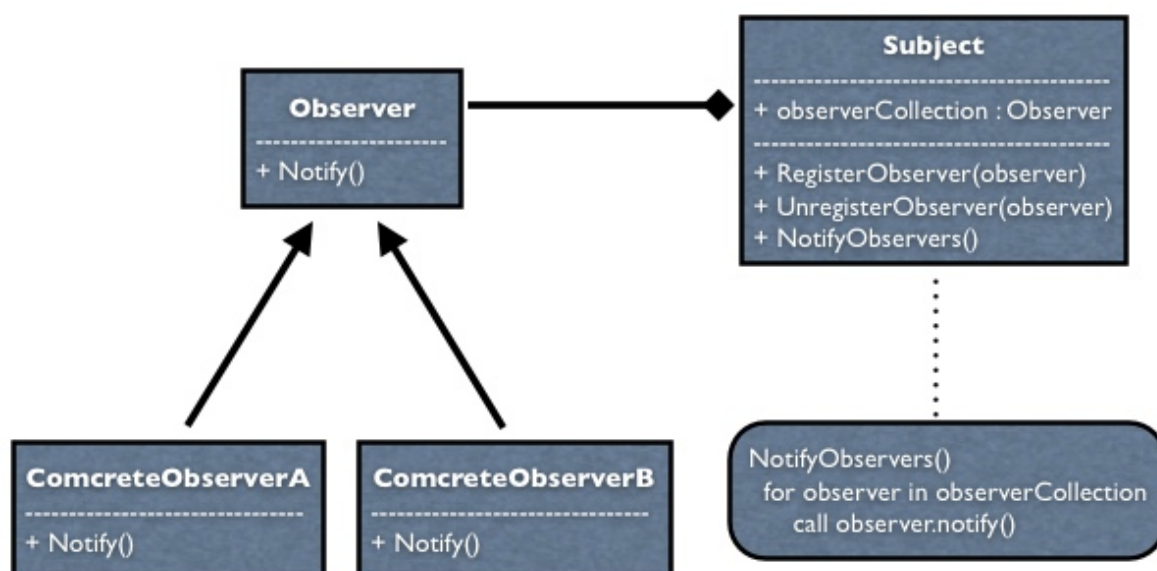 Observer
+ Notify()
Subject
+ observerCollection : Observer
+ RegisterObserver(observer)
+ UnregisterObserver(observer)
+ NotifyObservers()
ComcreteObserverA
+ Notify()
ComcreteObserverB
+ Notify()
NotifyObservers()
for observer in observerCollection
call observer.notify()